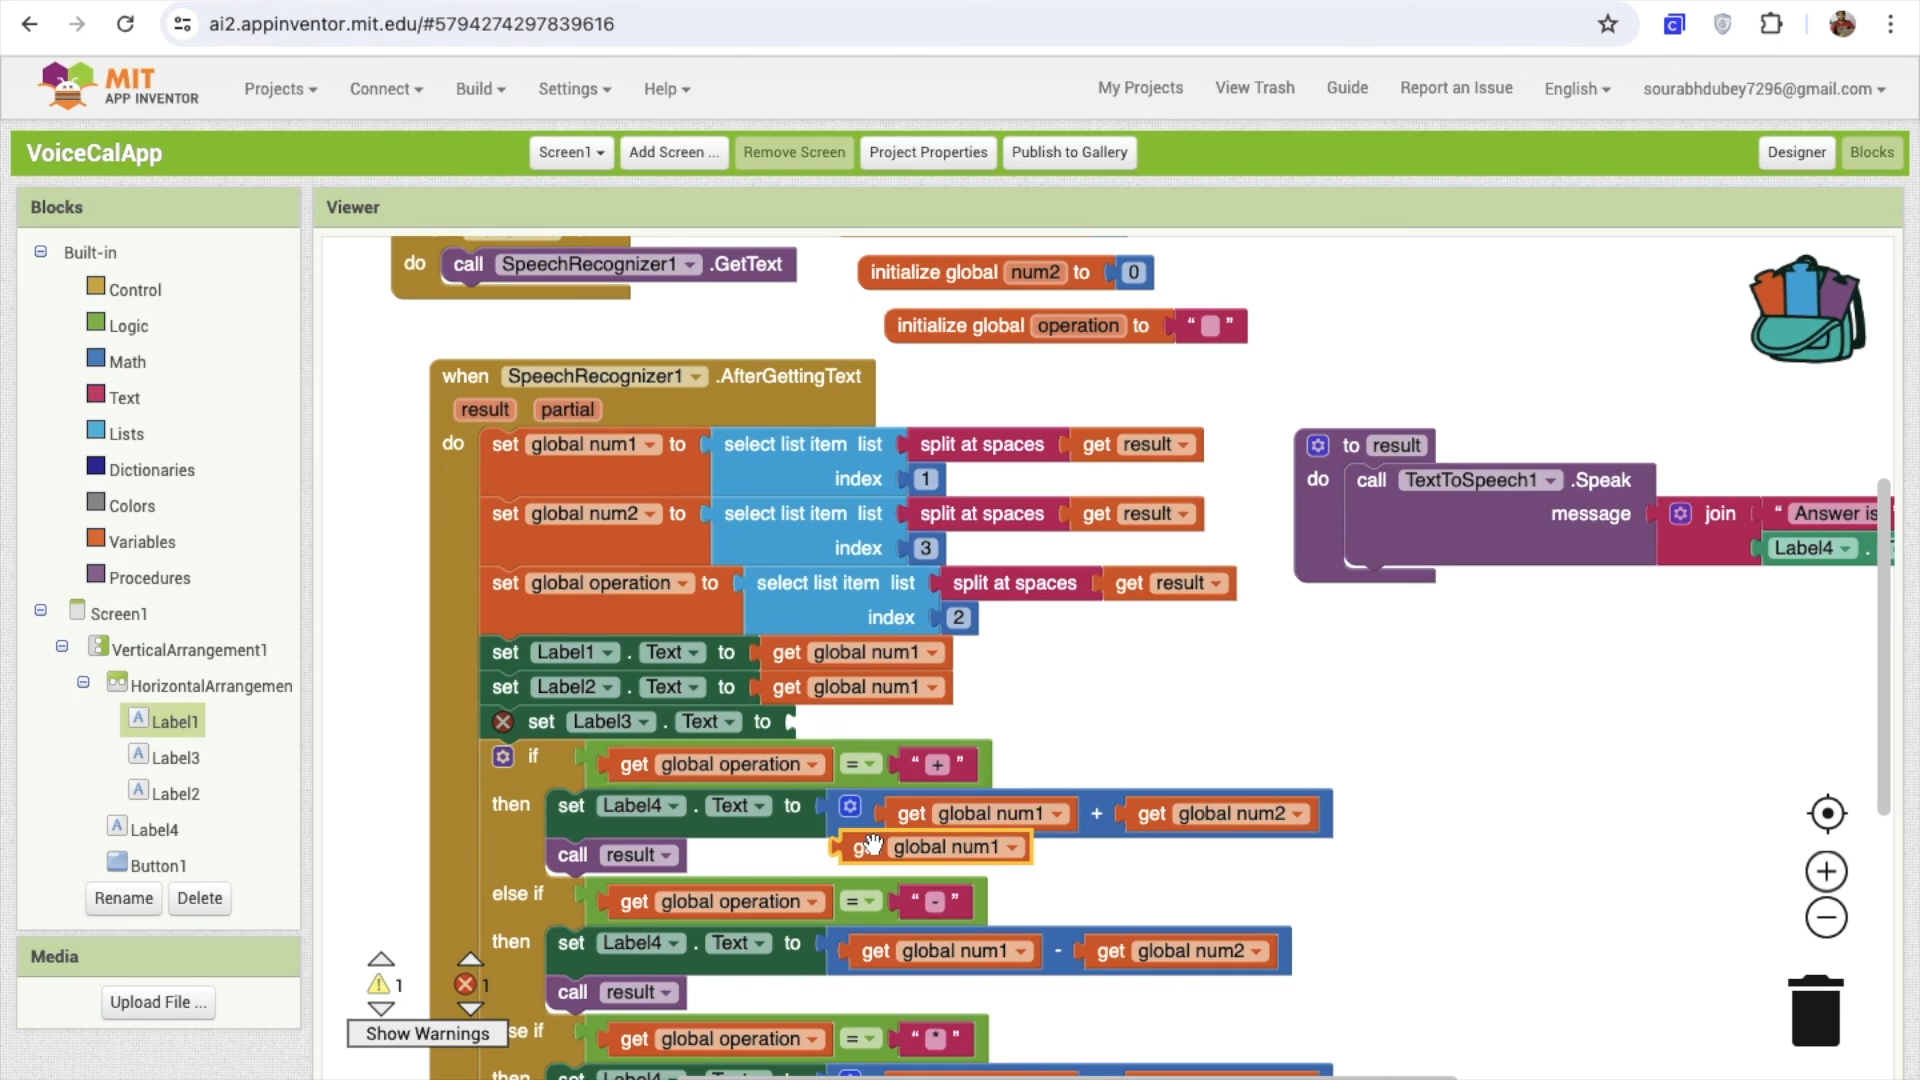 ai2.appinventor.mit.edu/#5794274297839616
MIT
APP INVENTOR
Projects Connect Build Settings Help My Projects View Trash Guide Report an Issue English sourabhdubey7296@gmail.com
VoiceCalApp
Screen1 Add Screen ... Remove Screen Project Properties Publish to Gallery Designer Blocks
Blocks
Viewer
Built-in
Control
Logic
Math
Text
Lists
Dictionaries
Colors
Variables
Procedures
Screen1
VerticalArrangement1
HorizontalArrangemen
Label1
Label3
Label2
Label4
Button1
Rename Delete
Media
Upload File ...
do call SpeechRecognizer1 .GetText
initialize global num2 to 0
initialize global operation to “ ”
when SpeechRecognizer1 .AfterGettingText
result partial
do set global num1 to select list item list split at spaces get result
index 1
set global num2 to select list item list split at spaces get result
index 3
set global operation to select list item list split at spaces get result
index 2
set Label1 . Text to get global num1
set Label2 . Text to get global num1
set Label3 . Text to
if get global operation = “ + ”
then set Label4 . Text to get global num1 + get global num2
global num1
call result
else if get global operation = “ - ”
then set Label4 . Text to get global num1 - get global num2
call result
se if get global operation = “ * ”
then set Label4 . Text
to result
do call TextToSpeech1 .Speak
message join “ Answer is
Label4 .
1 1
Show Warnings